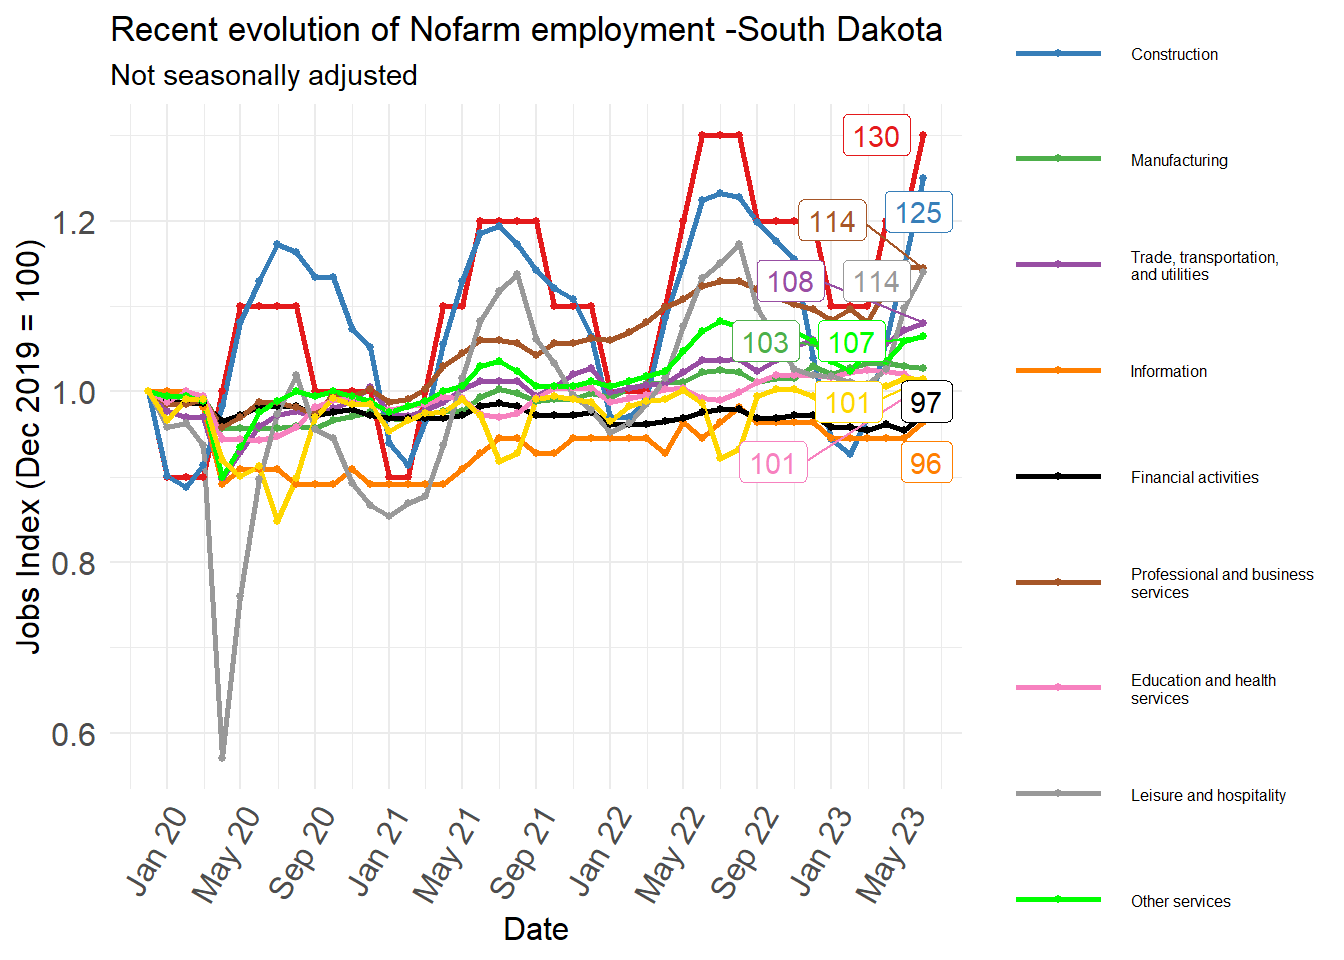 Recent evolution of Nofarm employment -South Dakota
Not seasonally adjusted
Jobs Index (Dec 2019 = 100)
1.2
1.0
0.8
0.6
130
125
114
108
114
103
107
101
97
101
96
Jan 20
May 20
Sep 20
Jan 21
May 21
Sep 21
Jan 22
May 22
Sep 22
Jan 23
May 23
Date
Construction
Manufacturing
Trade, transportation,
and utilities
Information
Financial activities
Professional and business
services
Education and health
services
Leisure and hospitality
Other services